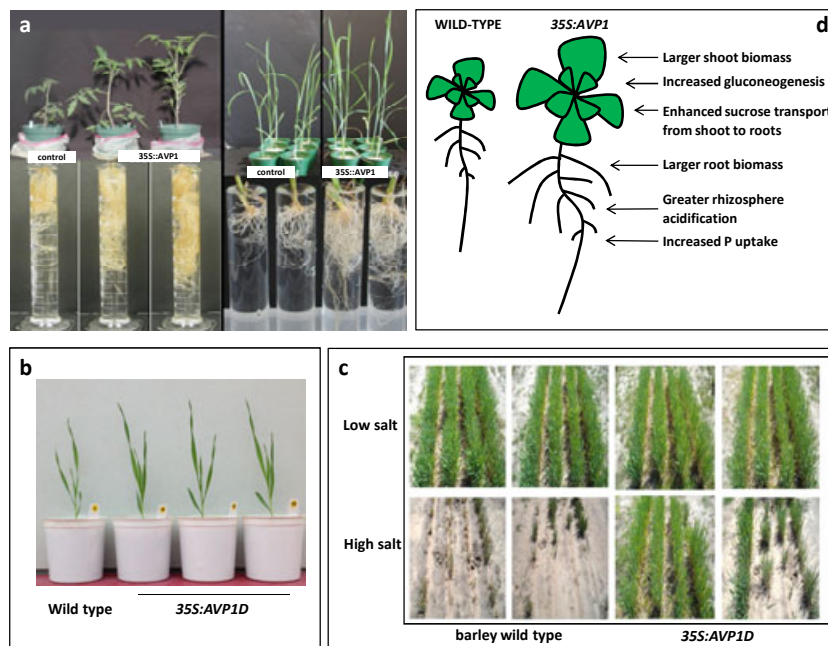 a
control
35S::AVP1
control
35S::AVP1
d
WILD-TYPE
35S:AVP1
Larger shoot biomass
Increased gluconeogenesis
Enhanced sucrose transport
from shoot to roots
Larger root biomass
Greater rhizosphere
acidification
Increased P uptake
b
Wild type
35S:AVP1D
c
Low salt
High salt
barley wild type
35S:AVP1D